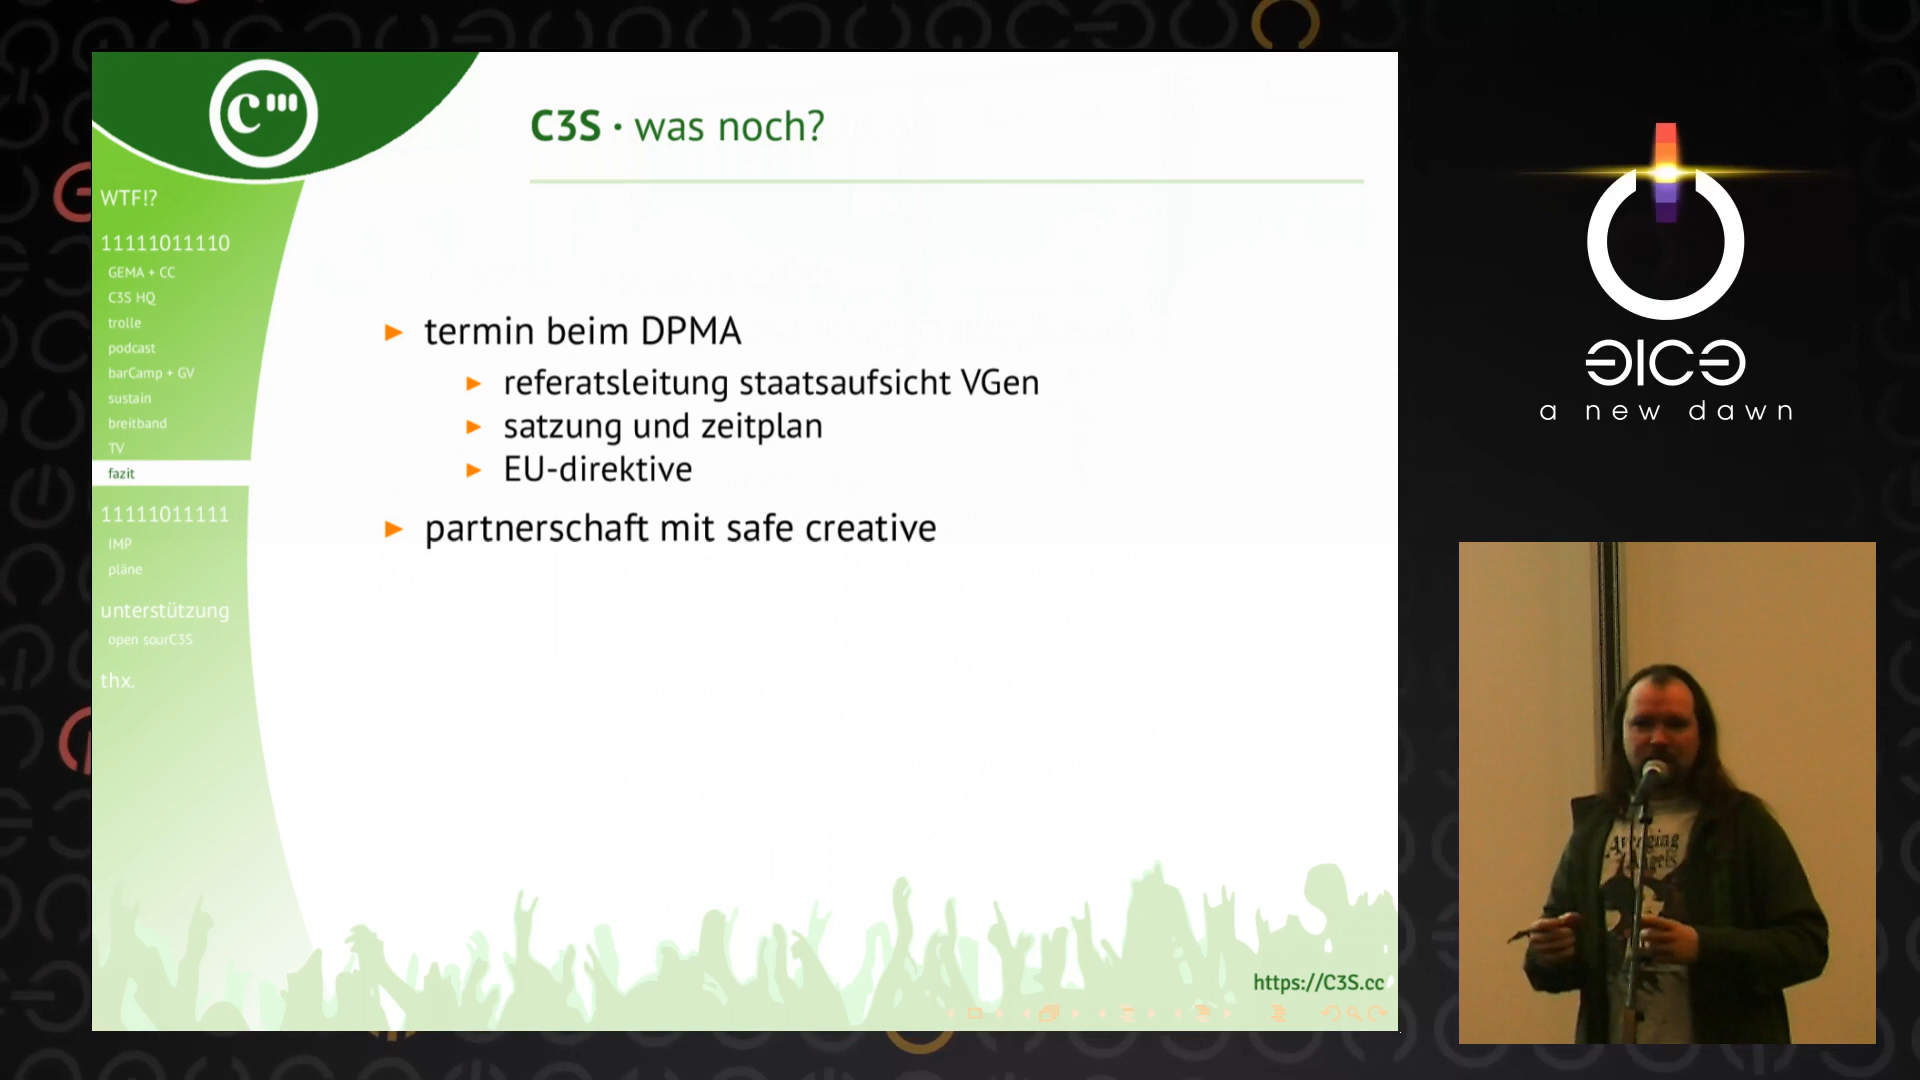 C3S · was noch?
WTF!?
11111011110
GEMA + CC
C3S HQ
trolle
podcast
barCamp + GV
sustain
breitband
TV
fazit
11111011111
IMP
pläne
unterstützung
open sourC3S
thx.
termin beim DPMA
referatsleitung staatsaufsicht VGen
satzung und zeitplan
EU-direktive
partnerschaft mit safe creative
https://C3S.cc
a new dawn